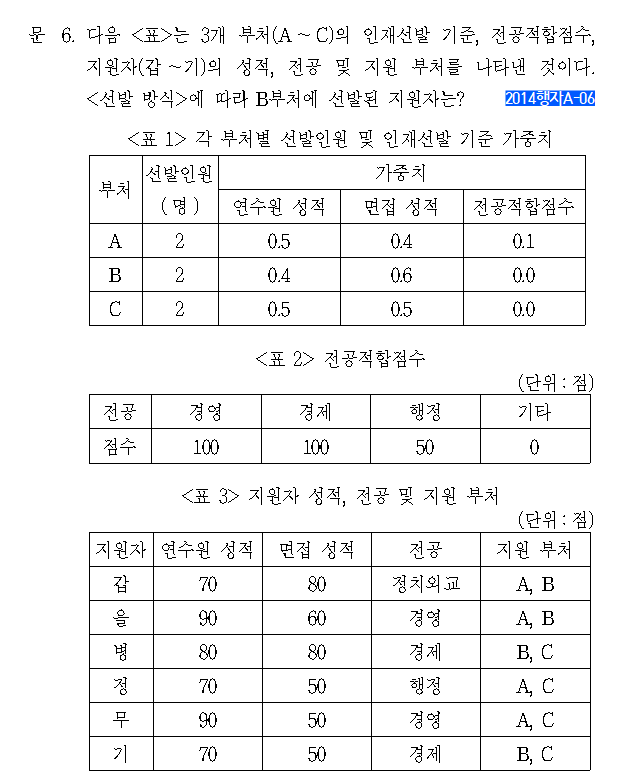 문 6. 다음 <표>는 3개 부처(A ~ C)의 인재선발 기준, 전공적합점수,
지원자(갑 ~기)의 성적, 전공 및 지원 부처를 나타낸 것이다.
<선발 방식>에 따라 B부처에 선발된 지원자는? 2014행자A-06
<표 1> 각 부처별 선발인원 및 인재선발 기준 가중치
부처 선발인원 (명) 가중치
연수원 성적 면접 성적 전공적합점수
A 2 0.5 0.4 0.1
B 2 0.4 0.6 0.0
C 2 0.5 0.5 0.0
<표 2> 전공적합점수
(단위 : 점)
전공 경영 경제 행정 기타
점수 100 100 50 0
<표 3> 지원자 성적, 전공 및 지원 부처
(단위 : 점)
지원자 연수원 성적 면접 성적 전공 지원 부처
갑 70 80 정치외교 A, B
을 90 60 경영 A, B
병 80 80 경제 B, C
정 70 50 행정 A, C
무 90 50 경영 A, C
기 70 50 경제 B, C